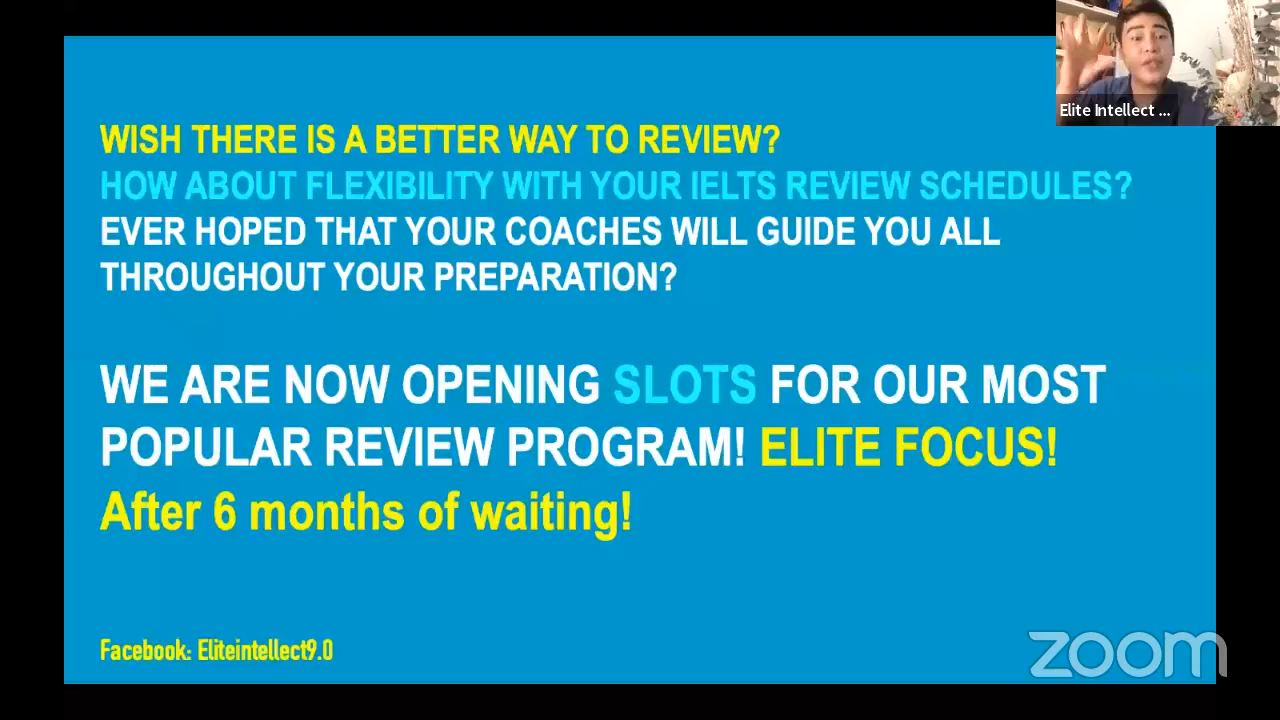 Elite Intellect ...
WISH THERE IS A BETTER WAY TO REVIEW?
HOW ABOUT FLEXIBILITY WITH YOUR IELTS REVIEW SCHEDULES?
EVER HOPED THAT YOUR COACHES WILL GUIDE YOU ALL
THROUGHOUT YOUR PREPARATION?
WE ARE NOW OPENING SLOTS FOR OUR MOST
POPULAR REVIEW PROGRAM! ELITE FOCUS!
After 6 months of waiting!
Facebook: Eliteintellect9.0
zoom